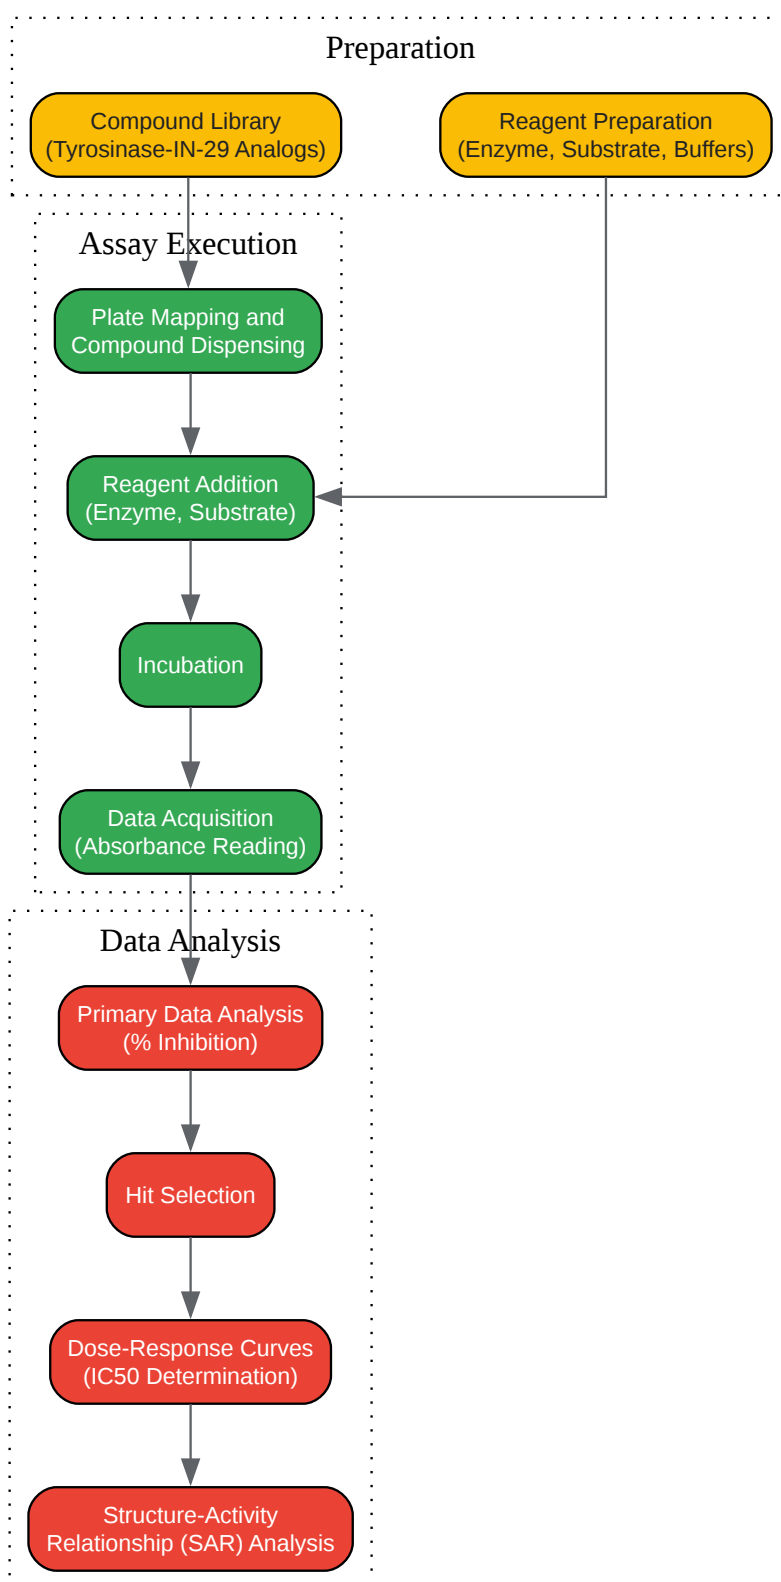 Preparation
Compound Library
(Tyrosinase-IN-29 Analogs)
Reagent Preparation
(Enzyme, Substrate, Buffers)
Assay Execution
Plate Mapping and
Compound Dispensing
Reagent Addition
(Enzyme, Substrate)
Incubation
Data Acquisition
(Absorbance Reading)
Data Analysis
Primary Data Analysis
(% Inhibition)
Hit Selection
Dose-Response Curves
(IC50 Determination)
Structure-Activity
Relationship (SAR) Analysis